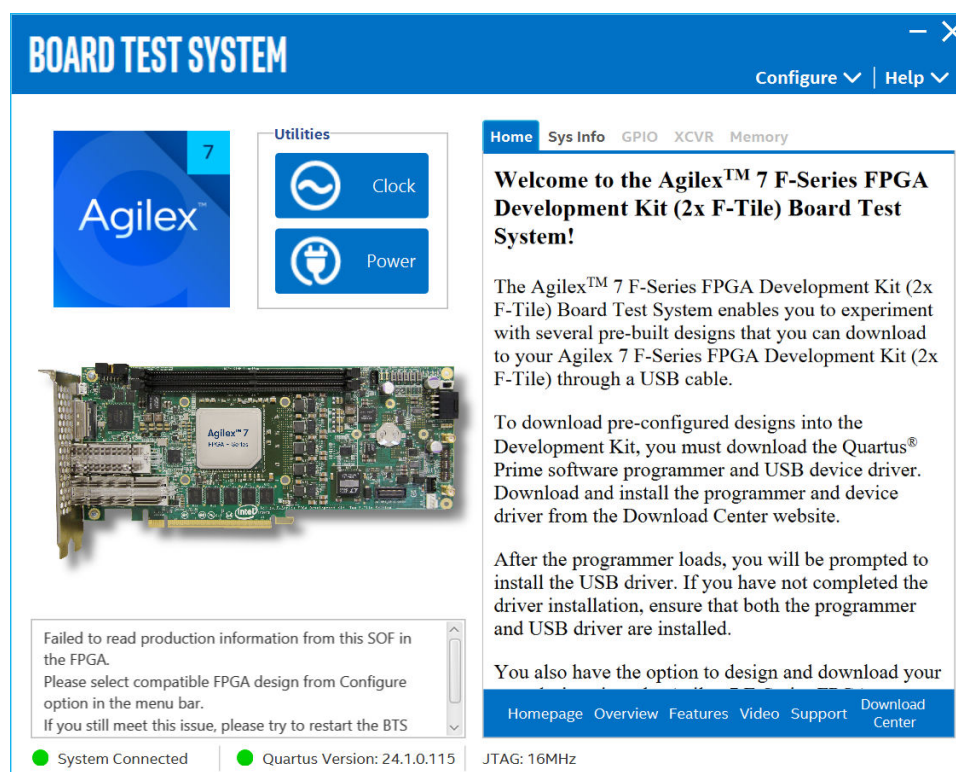 BOARD TEST SYSTEM
Configure | Help
7
Agilex™
Utilities
Clock
Power
Agilex™ 7
FPGA
intel
Failed to read production information from this SOF in
the FPGA.
Please select compatible FPGA design from Configure
option in the menu bar.
If you still meet this issue, please try to restart the BTS
Home Sys Info GPIO XCVR Memory
Welcome to the Agilex™ 7 F-Series FPGA
Development Kit (2x F-Tile) Board Test
System!
The Agilex™ 7 F-Series FPGA Development Kit (2x
F-Tile) Board Test System enables you to experiment
with several pre-built designs that you can download
to your Agilex 7 F-Series FPGA Development Kit (2x
F-Tile) through a USB cable.
To download pre-configured designs into the
Development Kit, you must download the Quartus®
Prime software programmer and USB device driver.
Download and install the programmer and device
driver from the Download Center website.
After the programmer loads, you will be prompted to
install the USB driver. If you have not completed the
driver installation, ensure that both the programmer
and USB driver are installed.
You also have the option to design and download your
Homepage Overview Features Video Support Download Center
System Connected
Quartus Version: 24.1.0.115
JTAG: 16MHz